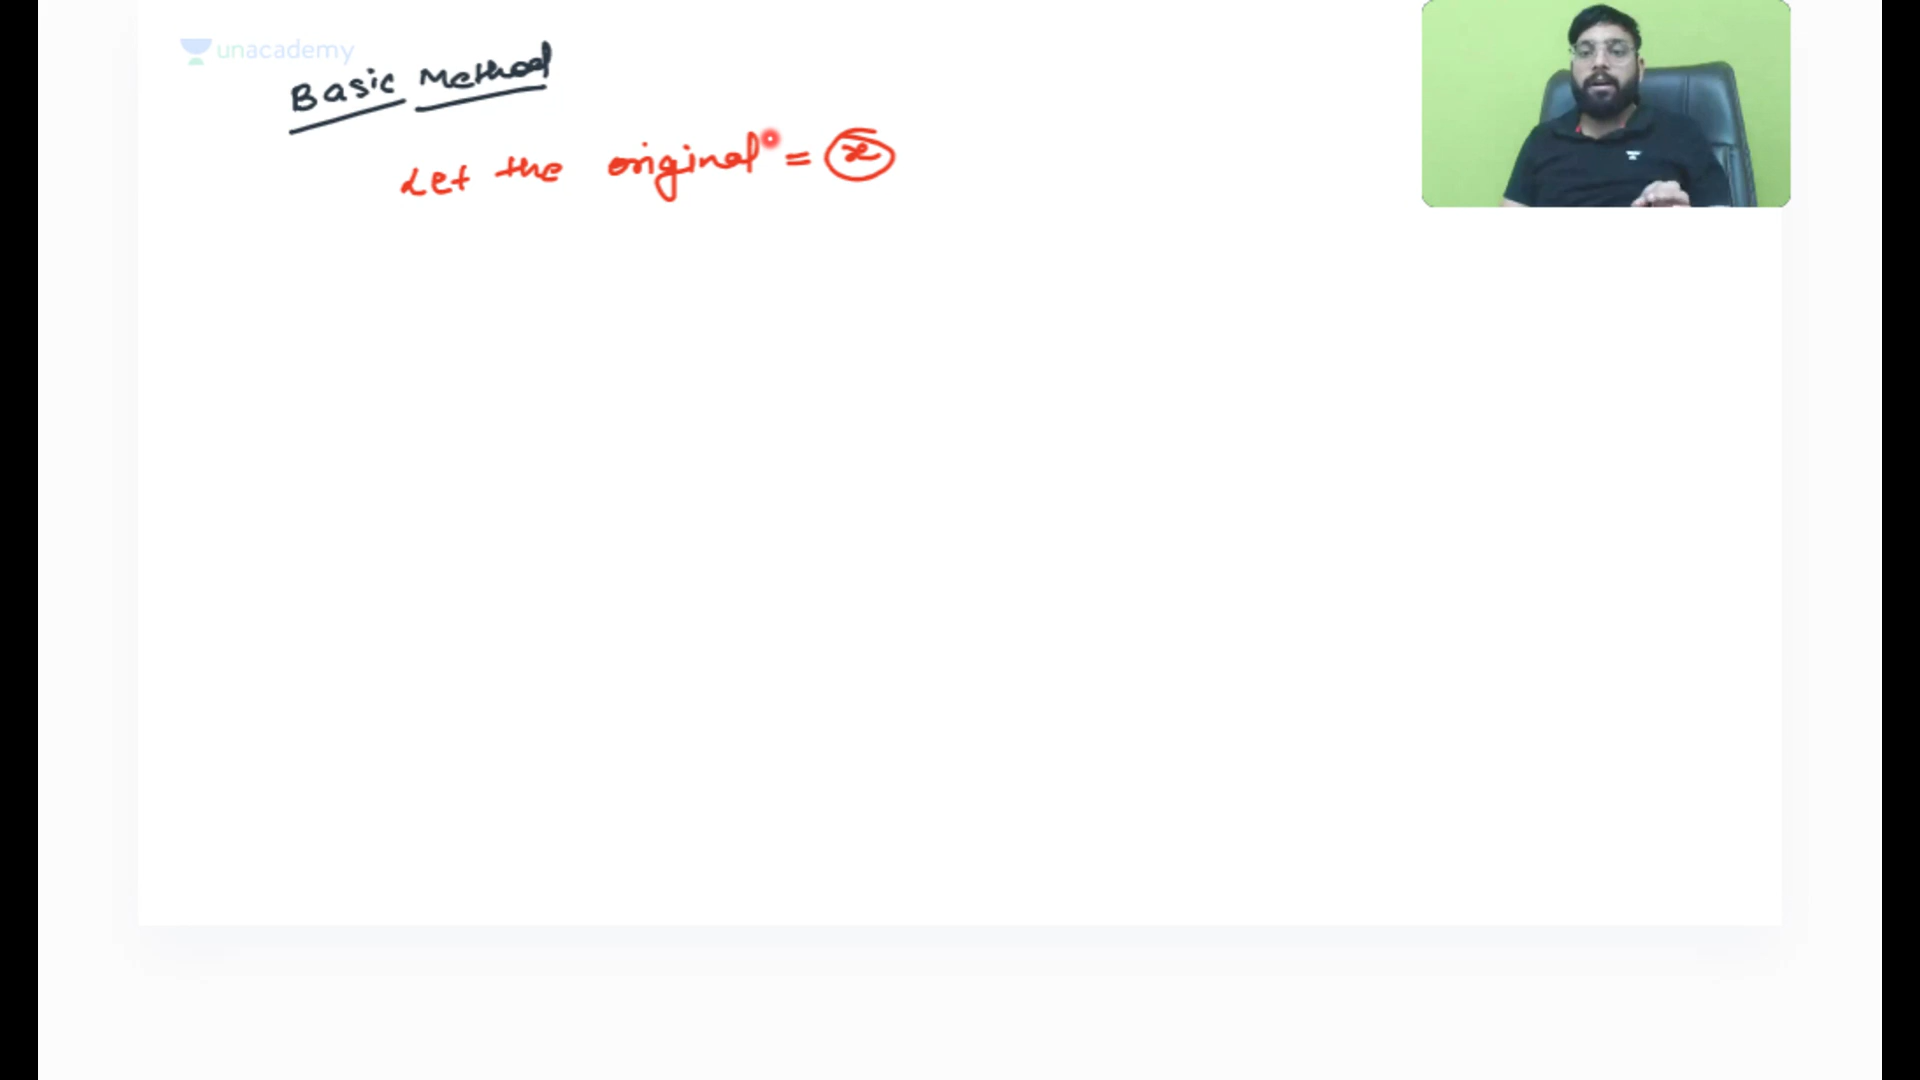 unacademy
Basic Method
Let the original = x